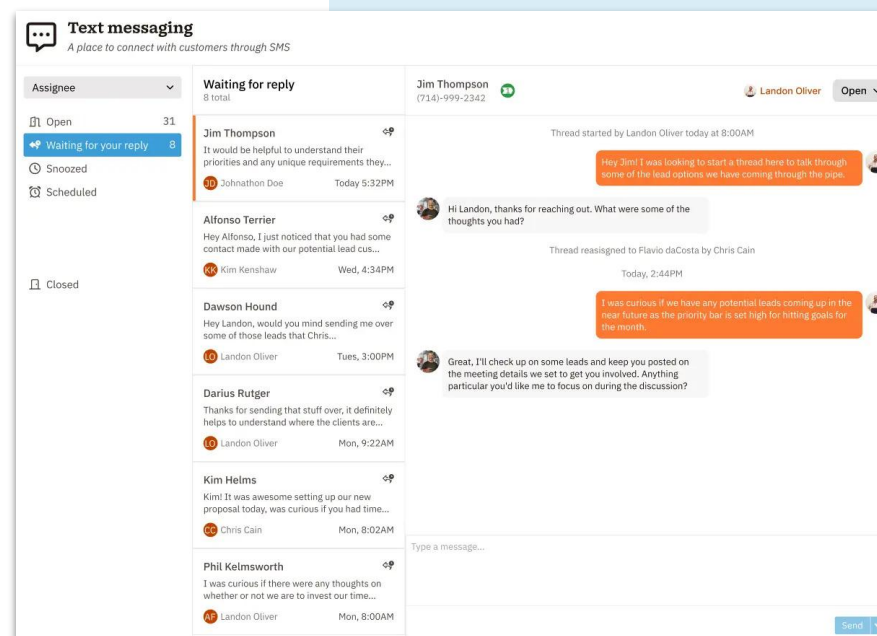 Text messaging
A place to connect with customers through SMS
Assignee
Open 31
Waiting for your reply 8
Snoozed
Scheduled
Closed
Waiting for reply
8 total
Jim Thompson
It would be helpful to understand their
priorities and any unique requirements they...
JD Johnathon Doe Today 5:32PM
Alfonso Terrier
Hey Alfonso, I just noticed that you had some
contact made with our potential lead cus...
KK Kim Kenshaw Wed, 4:34PM
Dawson Hound
Hey Landon, would you mind sending me over
some of those leads that Chris...
LO Landon Oliver Tues, 3:00PM
Darius Rutger
Thanks for sending that stuff over, it definitely
helps to understand where the clients are...
LO Landon Oliver Mon, 9:22AM
Kim Helms
Kim! It was awesome setting up our new
proposal today, was curious if you had time...
CC Chris Cain Mon, 8:02AM
Phil Kelmsworth
I was curious if there were any thoughts on
whether or not we are to invest our time...
AF Landon Oliver Mon, 8:00AM
Jim Thompson
(714)-999-2342
Landon Oliver
Open
Thread started by Landon Oliver today at 8:00AM
Hey Jim! I was looking to start a thread here to talk through
some of the lead options we have coming through the pipe.
Hi Landon, thanks for reaching out. What were some of the
thoughts you had?
Thread reasisgned to Flavio daCosta by Chris Cain
Today, 2:44PM
I was curious if we have any potential leads coming up in the
near future as the priority bar is set high for hitting goals for
the month.
Great, I'll check up on some leads and keep you posted on
the meeting details we set to get you involved. Anything
particular you'd like me to focus on during the discussion?
Type a message...
Send